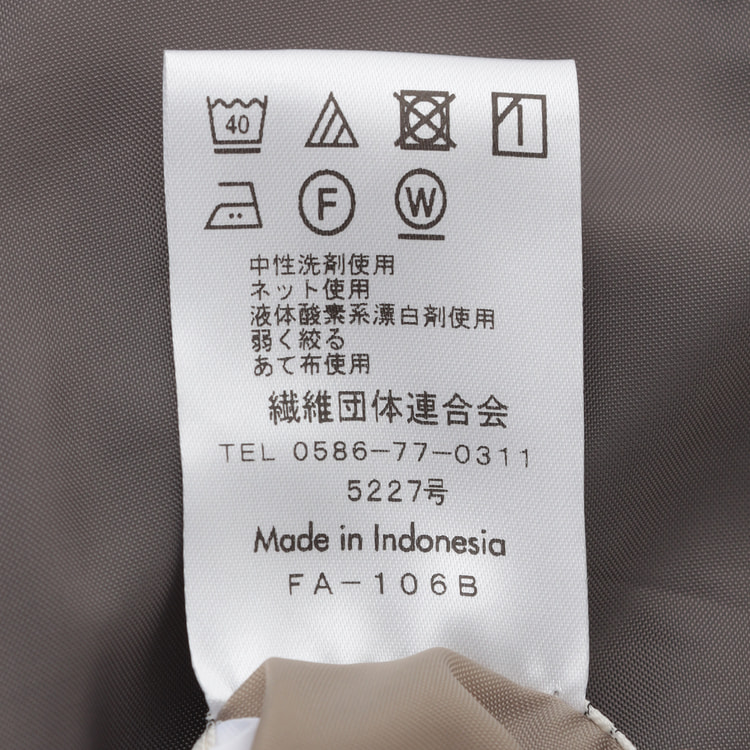 40
F W
中性洗剤使用
ネット使用
液体酸素系漂白剤使用
弱く絞る
あて布使用
繊維団体連合会
TEL 0586-77-0311
5227号
Made in Indonesia
FA-106B